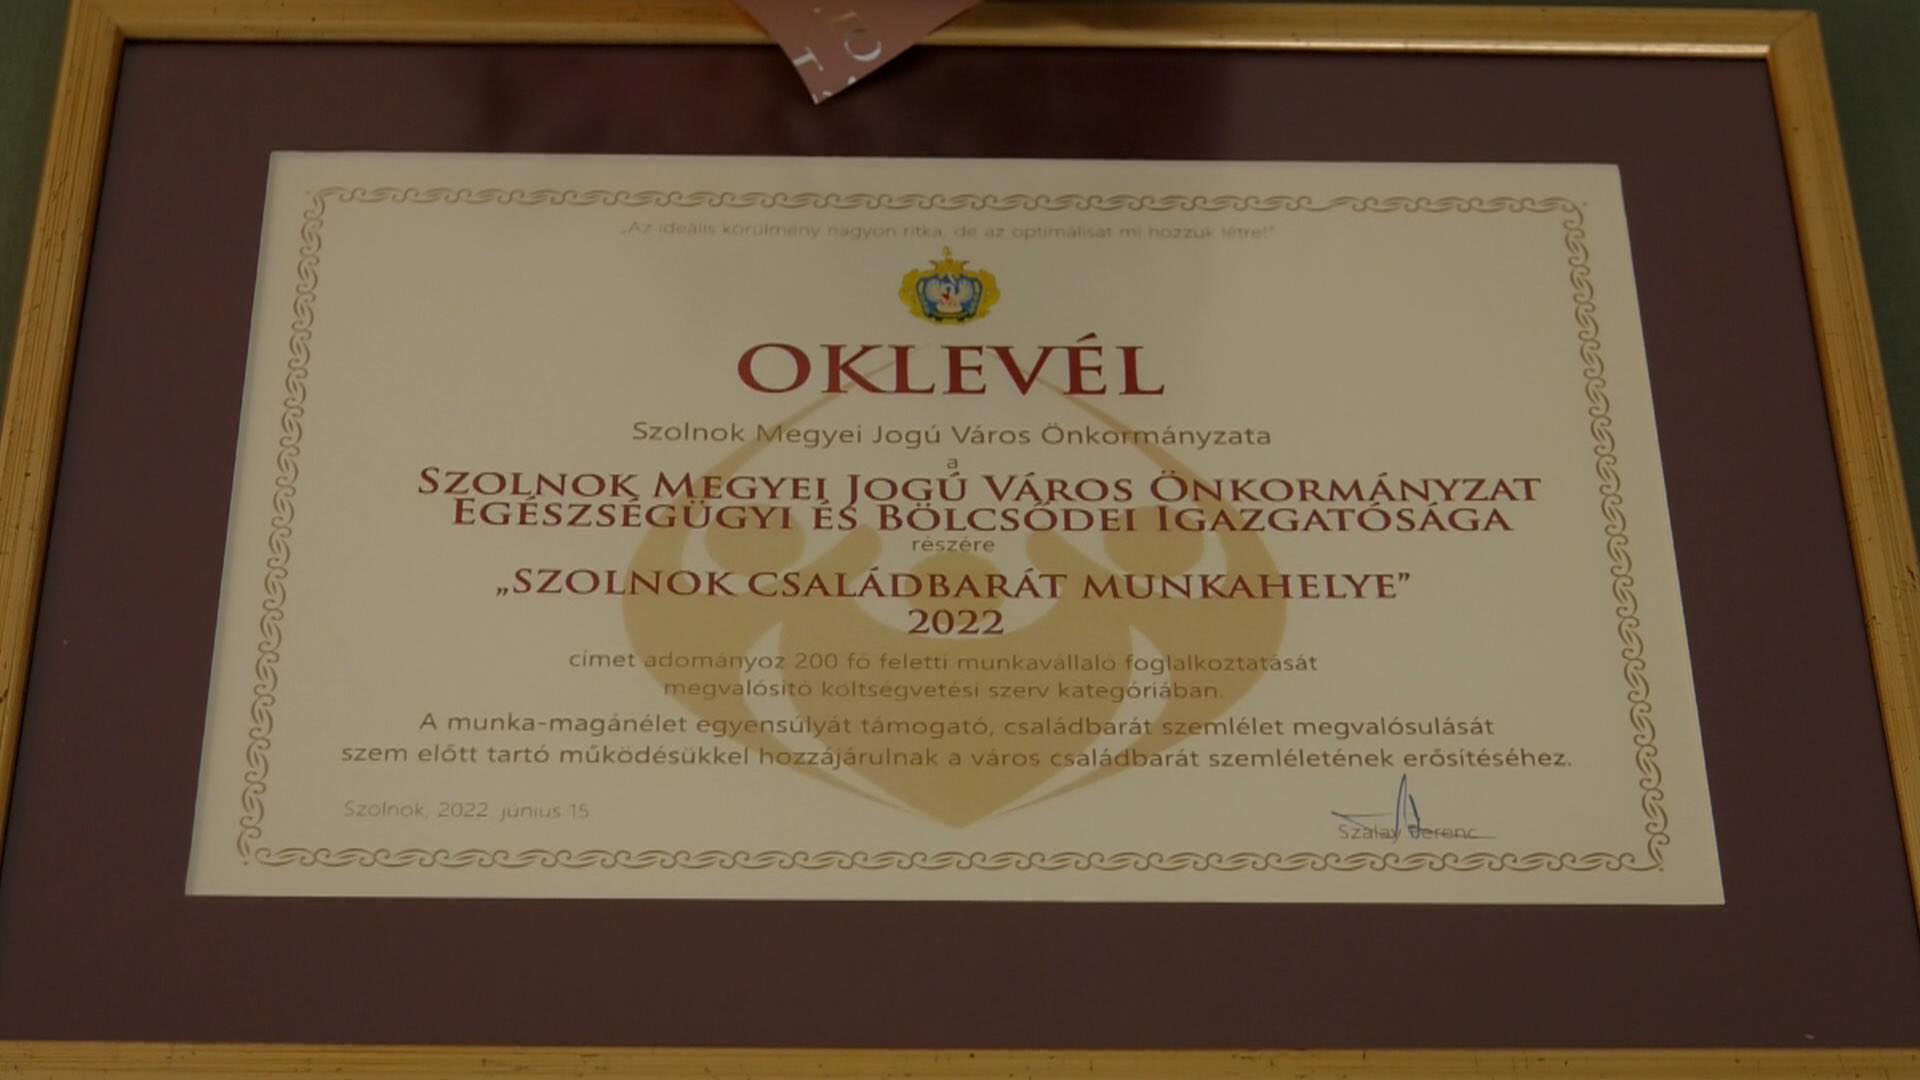 „Az ideális körülmény nagyon ritka, de az optimálisat mi hozzuk létre!"
OKLEVÉL
Szolnok Megyei Jogú Város Önkormányzata
a
SZOLNOK MEGYEI JOGÚ VÁROS ÖNKORMÁNYZAT
EGÉSZSÉGÜGYI ÉS BÖLCSŐDEI IGAZGATÓSÁGA
részére
„SZOLNOK CSALÁDBARÁT MUNKAHELYE”
2022
címet adományoz 200 fő feletti munkavállaló foglalkoztatását
megvalósító költségvetési szerv kategóriában.
A munka-magánélet egyensúlyát támogató, családbarát szemlélet megvalósulását
szem előtt tartó működésükkel hozzájárulnak a város családbarát szemléletének erősítéséhez.
Szolnok, 2022. június 15.
Szalay Ferenc